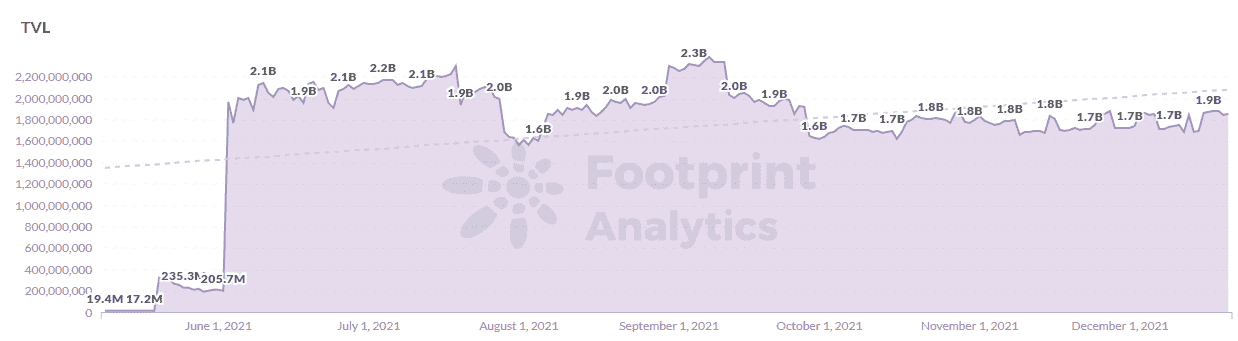 TVL
2,200,000,000
2,000,000,000
1,800,000,000
1,600,000,000
1,400,000,000
1,200,000,000
1,000,000,000
800,000,000
600,000,000
400,000,000
200,000,000
0
19.4M 17.2M 235.3M 205.7M 2.1B 1.9B 2.1B 2.2B 2.1B 1.9B 2.0B 1.6B 1.9B 2.0B 2.0B 2.3B 2.0B 1.9B 1.6B 1.7B 1.7B 1.8B 1.8B 1.8B 1.8B 1.7B 1.7B 1.7B 1.9B
Footprint
Analytics
June 1, 2021 July 1, 2021 August 1, 2021 September 1, 2021 October 1, 2021 November 1, 2021 December 1, 2021